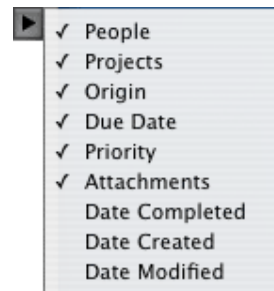 ✓ People
✓ Projects
✓ Origin
✓ Due Date
✓ Priority
✓ Attachments
Date Completed
Date Created
Date Modified